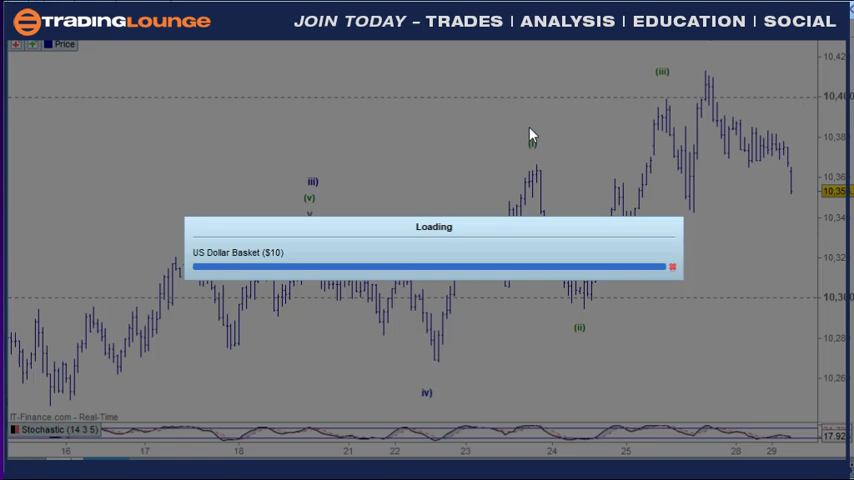 TRADINGLOUNGE
JOIN TODAY – TRADES | ANALYSIS | EDUCATION | SOCIAL
Price
10,42
(iii)
10,40
10,38
(i)
10,36
iii)
10,35
(v)
v
10,34
Loading
US Dollar Basket ($10)
10,32
10,30
(ii)
10,28
iv)
10,26
IT-Finance.com - Real-Time
Stochastic (14 3 5)
17.92
16 17 18 21 22 23 24 25 28 29